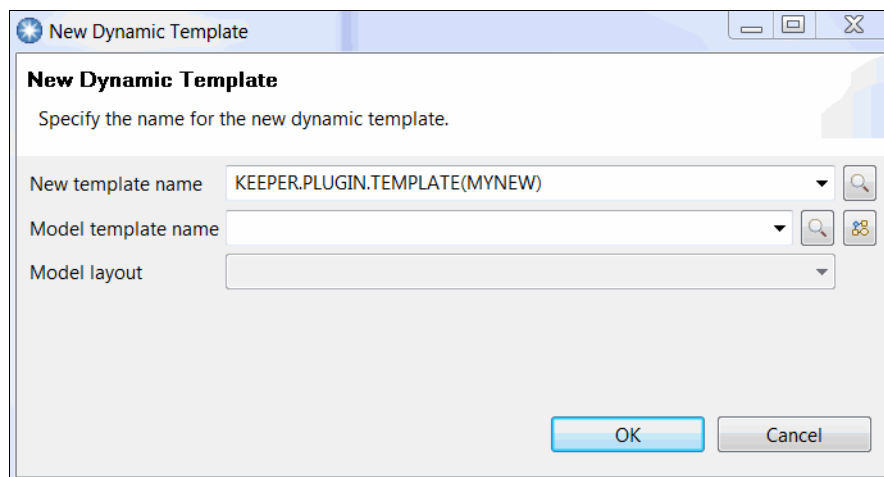 New Dynamic Template
New Dynamic Template
Specify the name for the new dynamic template.
New template name KEEPER.PLUGIN.TEMPLATE(MYNEW)
Model template name
Model layout
OK Cancel